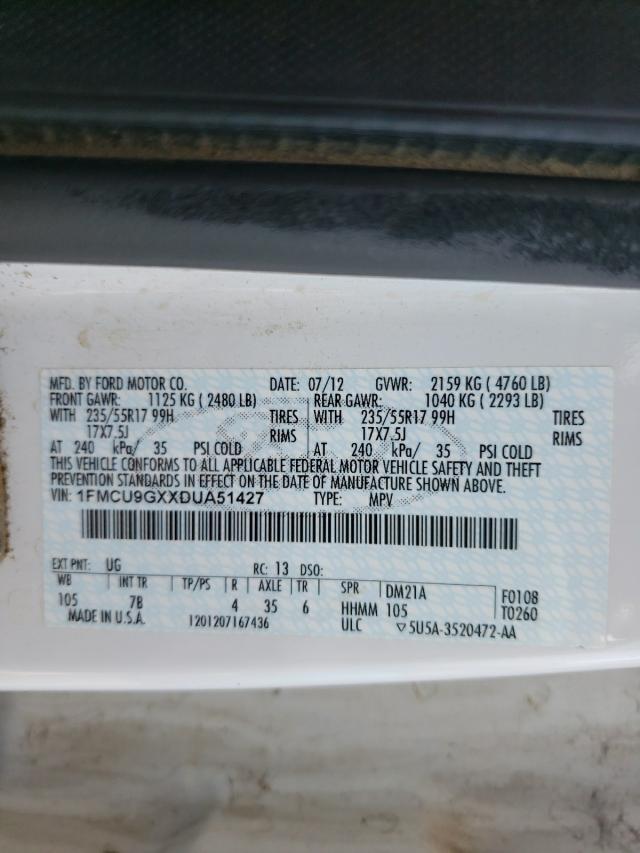 MFD. BY FORD MOTOR CO. DATE: 07/12 GVWR: 2159 KG ( 4760 LB)
FRONT GAWR: 1125 KG ( 2480 LB) REAR GAWR: 1040 KG ( 2293 LB)
WITH 235/55R17 99H TIRES WITH 235/55R17 99H TIRES
17X7.5J RIMS 17X7.5J RIMS
AT 240 kPa/ 35 PSI COLD AT 240 kPa/ 35 PSI COLD
THIS VEHICLE CONFORMS TO ALL APPLICABLE FEDERAL MOTOR VEHICLE SAFETY AND THEFT
PREVENTION STANDARDS IN EFFECT ON THE DATE OF MANUFACTURE SHOWN ABOVE.
VIN: 1FMCU9GXXDUA51427 TYPE: MPV
EXT PNT: UG RC: 13 DSO:
WB INT TR TP/PS R AXLE TR SPR DM21A F0108
105 7B 4 35 6 HHMM 105 T0260
MADE IN U.S.A. 1201207167436 ULC ▽5U5A-3520472-AA